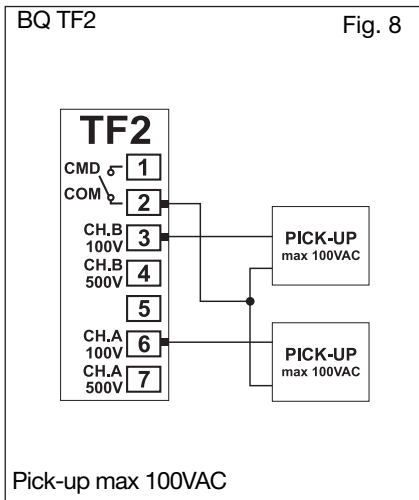 BQ TF2
Fig. 8
TF2
CMD
1
COM
2
CH.B
100V
3
CH.B
500V
4
5
CH.A
100V
6
CH.A
500V
7
PICK-UP
max 100VAC
PICK-UP
max 100VAC
Pick-up max 100VAC